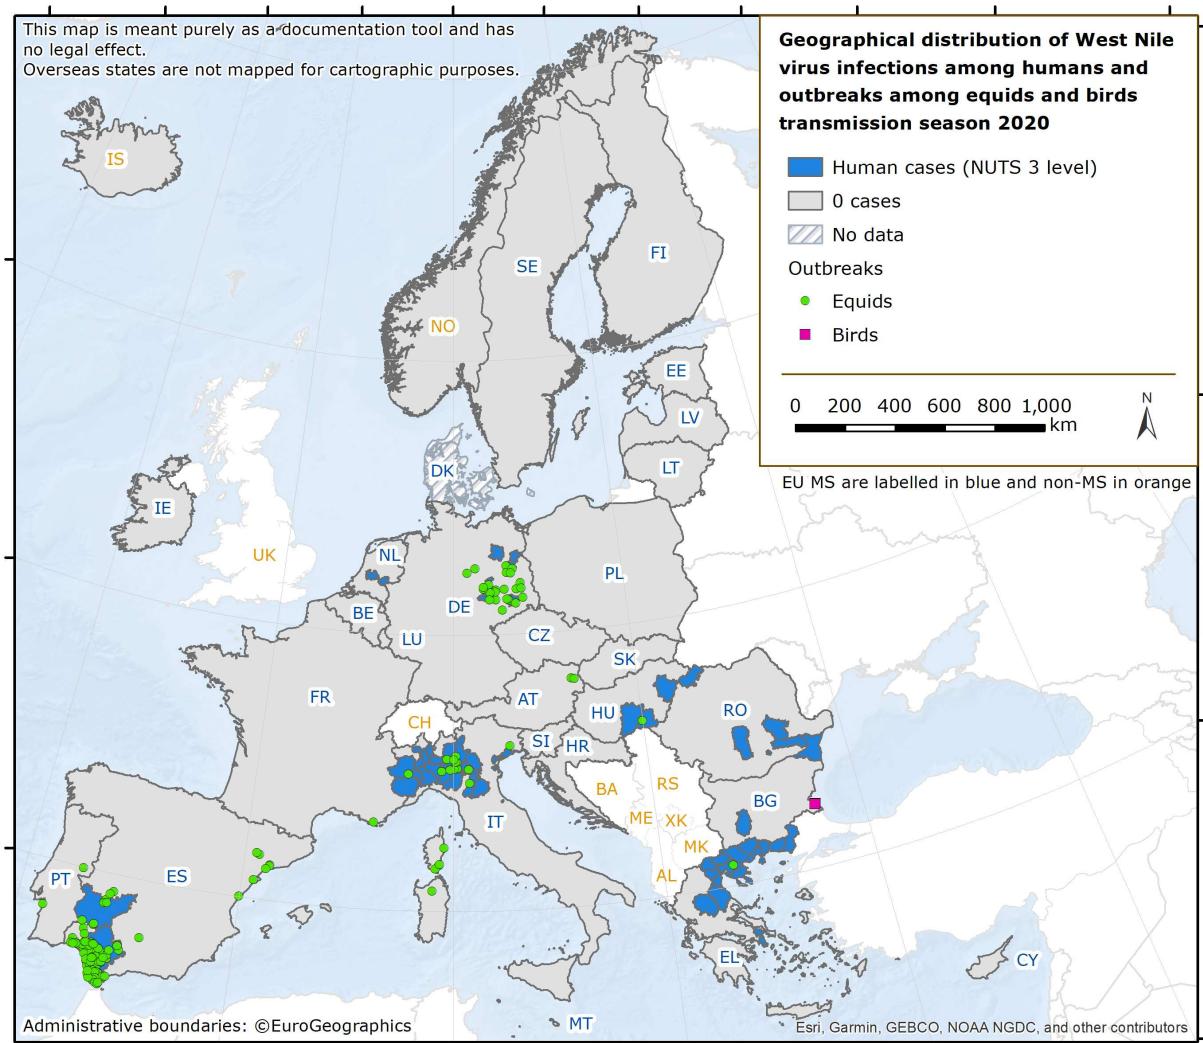 This map is meant purely as a documentation tool and has
no legal effect.
Overseas states are not mapped for cartographic purposes.
Geographical distribution of West Nile
virus infections among humans and
outbreaks among equids and birds
transmission season 2020
Human cases (NUTS 3 level)
0 cases
No data
Outbreaks
Equids
Birds
0 200 400 600 800 1,000
km
N
EU MS are labelled in blue and non-MS in orange
IS
FI
SE
NO
EE
LV
LT
DK
IE
UK
NL
PL
BE
DE
LU
CZ
SK
FR
AT
CH
HU
RO
SI
HR
BA
RS
BG
IT
ME
XK
MK
AL
PT
ES
EL
CY
MT
Administrative boundaries: ©EuroGeographics
Esri, Garmin, GEBCO, NOAA NGDC, and other contributors